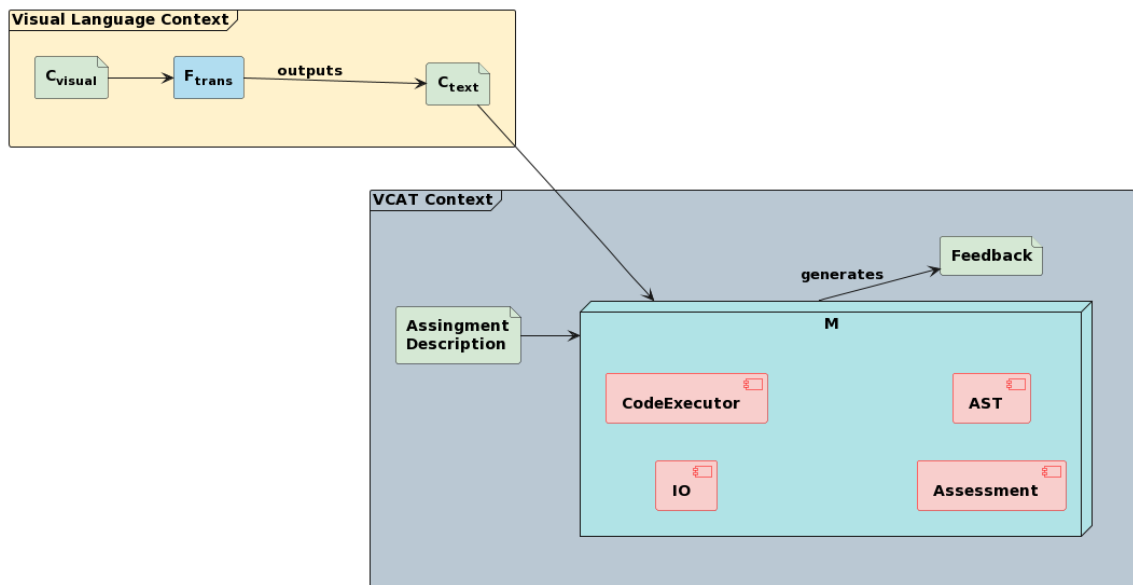 Visual Language Context
Cvisual
Ftrans
outputs
Ctext
VCAT Context
Feedback
generates
Assingment
Description
M
CodeExecutor
AST
IO
Assessment